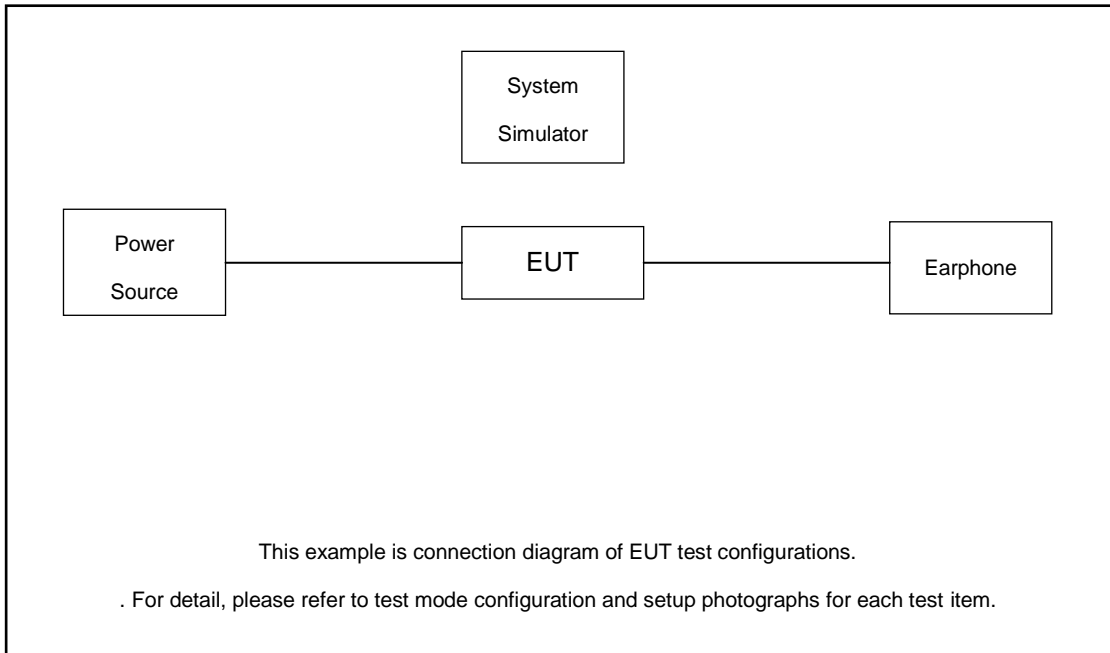 System
Simulator
Power
Source
EUT
Earphone
This example is connection diagram of EUT test configurations.
. For detail, please refer to test mode configuration and setup photographs for each test item.